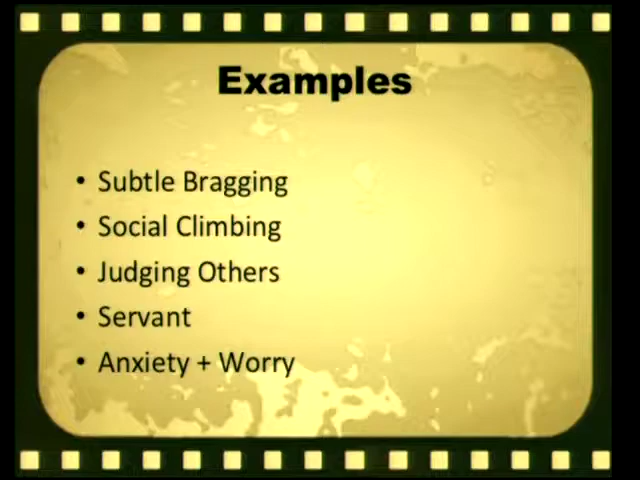 Examples
• Subtle Bragging
• Social Climbing
• Judging Others
• Servant
• Anxiety + Worry